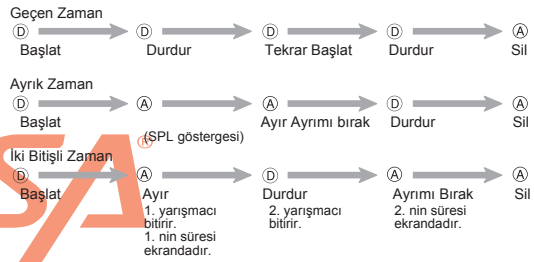 Geçen Zaman
D D D D A
Başlat Durdur Tekrar Başlat Durdur Sil
Ayrık Zaman
D A A D A
Başlat (SPL göstergesi) Ayır Ayrımı bırak Durdur Sil
SA®
İki Bitişli Zaman
D A D A A
Başlat Ayır Durdur Ayrımı Bırak Sil
1. yarışmacı 2. yarışmacı 2. nin süresi
bitirir. bitirir. ekrandadır.
1. nin süresi
ekrandadır.